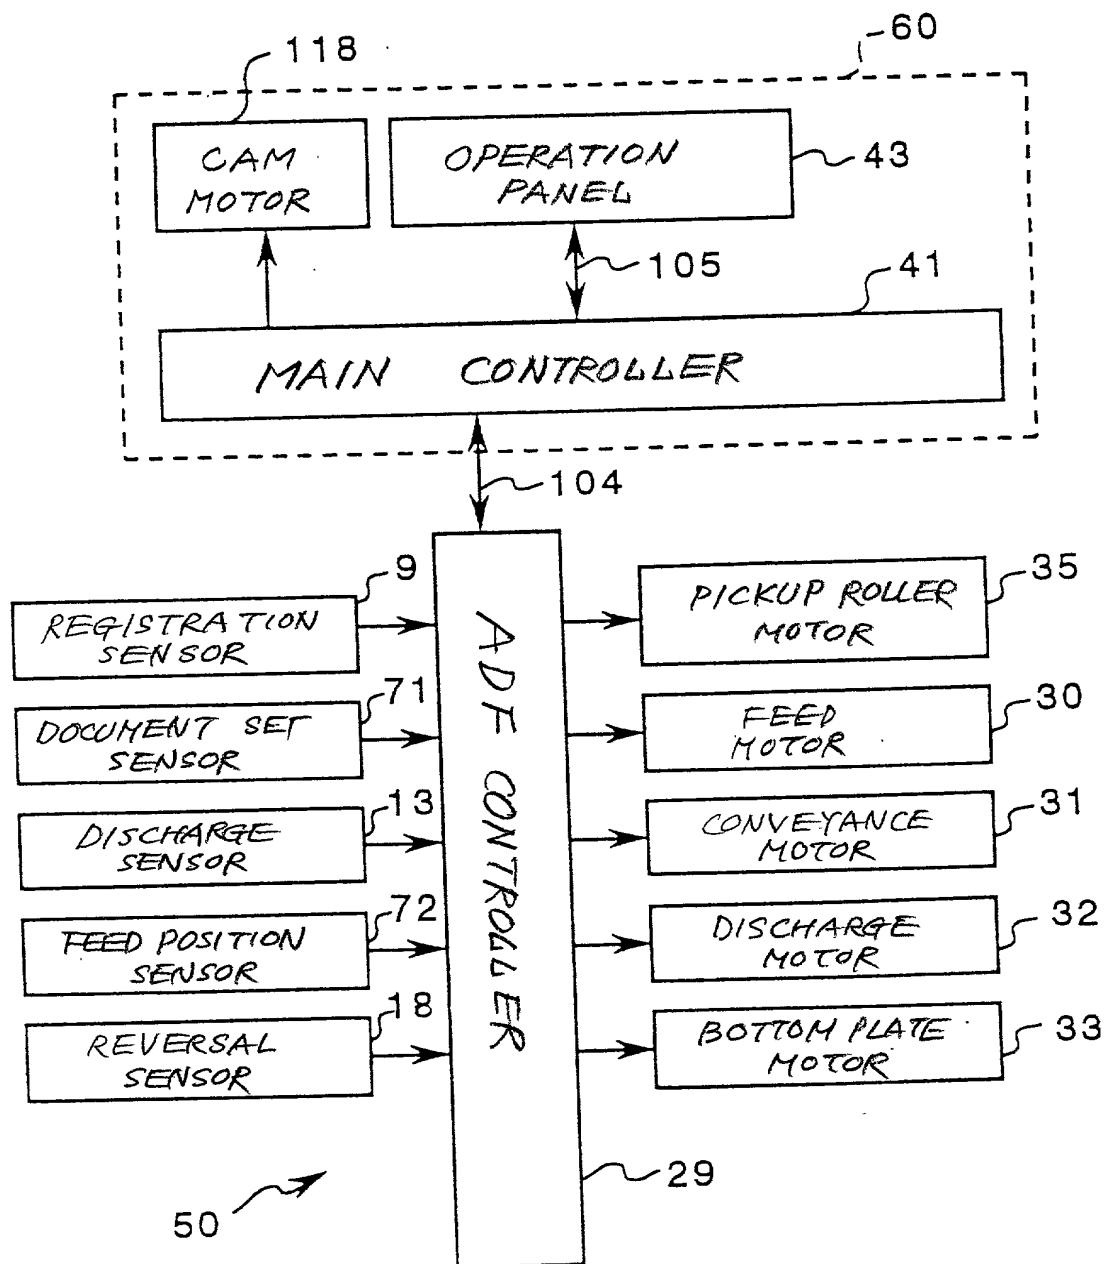 60
118
CAM
MOTOR
OPERATION
PANEL
43
105
41
MAIN CONTROLLER
104
9
REGISTRATION
SENSOR
71
DOCUMENT SET
SENSOR
13
DISCHARGE
SENSOR
72
FEED POSITION
SENSOR
18
REVERSAL
SENSOR
ADF CONTROLLER
PICKUP ROLLER
MOTOR
35
FEED
MOTOR
30
CONVEYANCE
MOTOR
31
DISCHARGE
MOTOR
32
BOTTOM PLATE
MOTOR
33
29
50